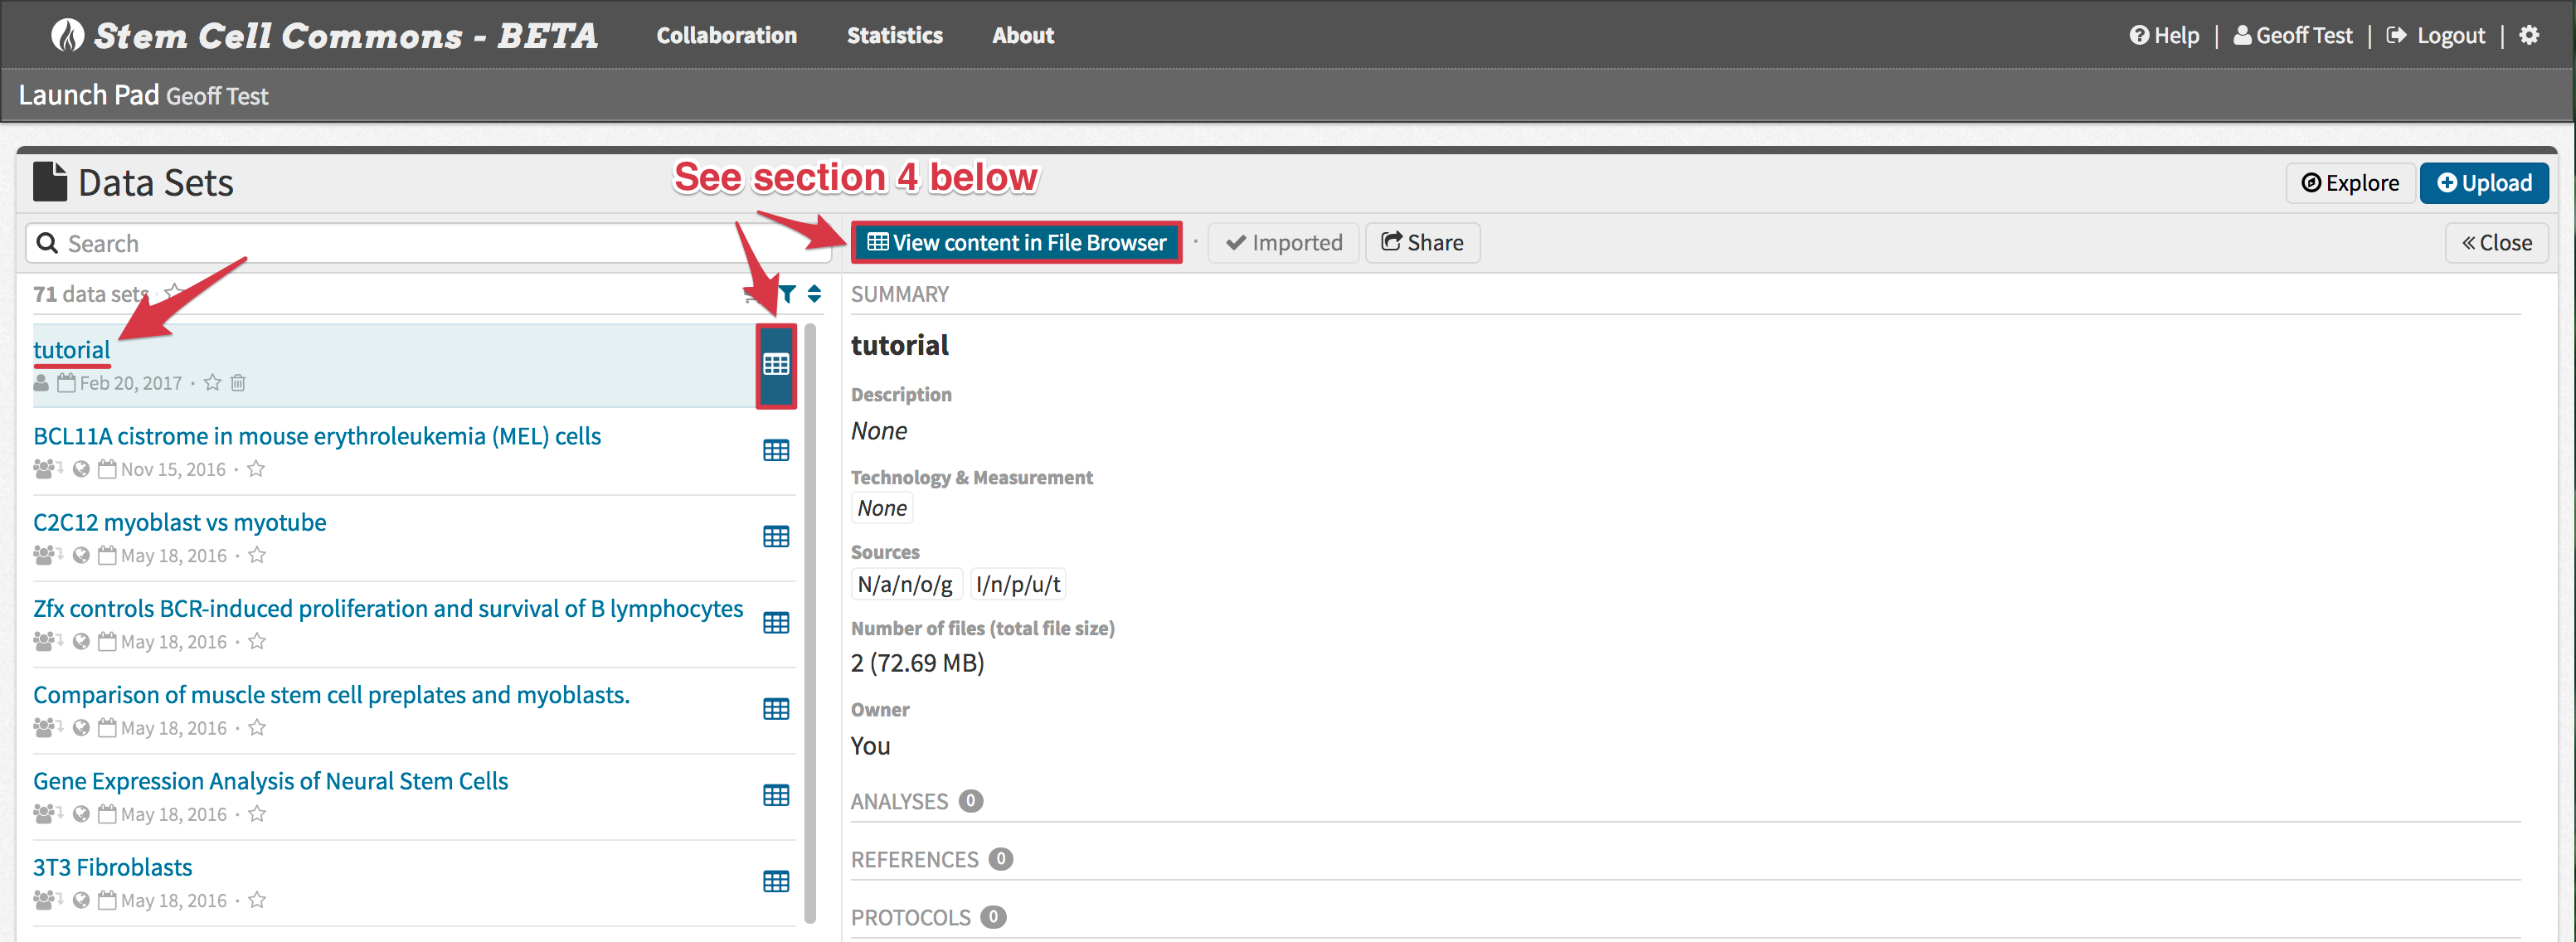 Stem Cell Commons - BETA Collaboration Statistics About Help | Geoff Test | Logout |
Launch Pad Geoff Test
Data Sets
See section 4 below
Explore Upload
Search
View content in File Browser · Imported Share
Close
71 data sets
tutorial
Feb 20, 2017 ·
BCL11A cistrome in mouse erythroleukemia (MEL) cells
Nov 15, 2016 ·
C2C12 myoblast vs myotube
May 18, 2016 ·
Zfx controls BCR-induced proliferation and survival of B lymphocytes
May 18, 2016 ·
Comparison of muscle stem cell preplates and myoblasts.
May 18, 2016 ·
Gene Expression Analysis of Neural Stem Cells
May 18, 2016 ·
3T3 Fibroblasts
May 18, 2016 ·
SUMMARY
tutorial
Description
None
Technology & Measurement
None
Sources
N/a/n/o/g I/n/p/u/t
Number of files (total file size)
2 (72.69 MB)
Owner
You
ANALYSES 0
REFERENCES 0
PROTOCOLS 0